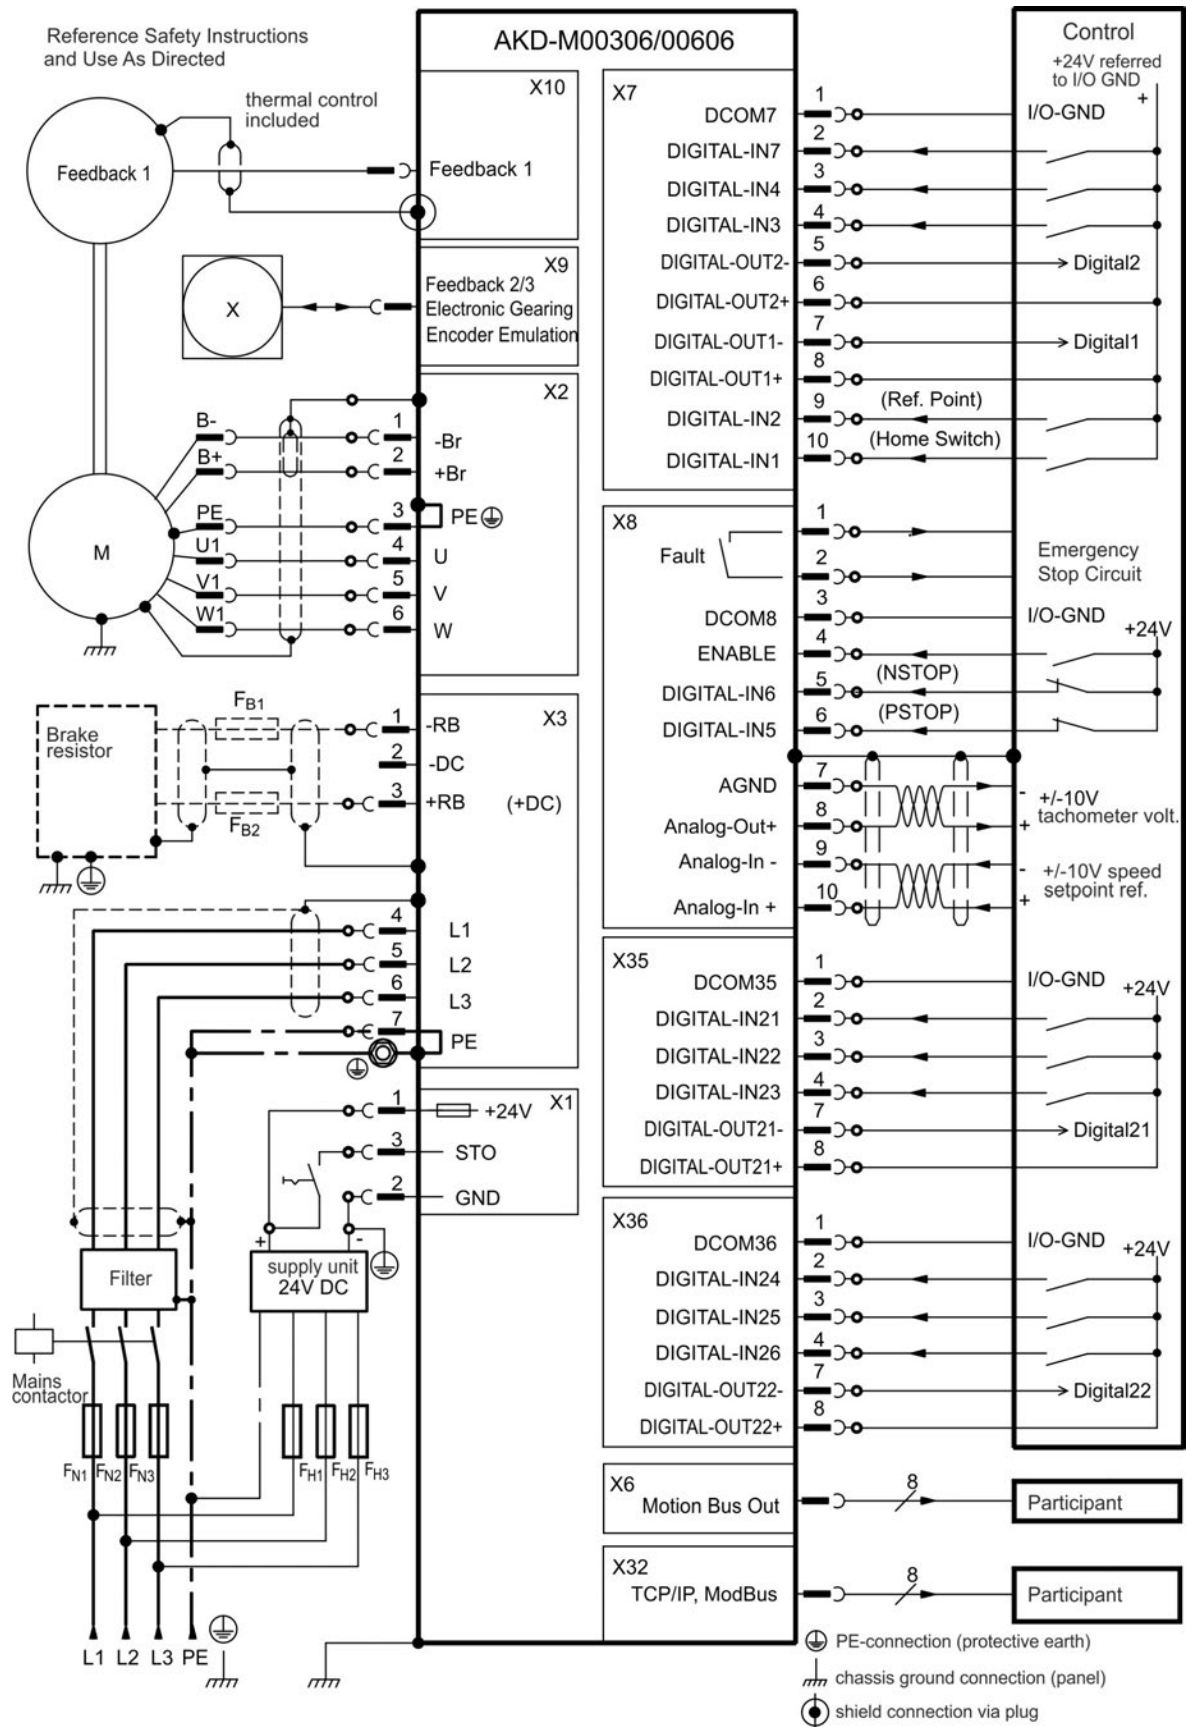 Reference Safety Instructions
and Use As Directed
AKD-M00306/00606
Control
+24V referred
to I/O GND
+
X10
thermal control
included
Feedback 1
Feedback 1
X9
Feedback 2/3
Electronic Gearing
Encoder Emulation
X
X2
B- 1 -Br
B+ 2 +Br
PE 3 PE
U1 4 U
V1 5 V
W1 6 W
M
X3
Brake
resistor
FB1
FB2
1 -RB
2 -DC
3 +RB (+DC)
4 L1
5 L2
6 L3
7 PE
X1
1 +24V
3 STO
2 GND
+ -
supply unit
24V DC
Filter
Mains
contactor
FN1 FN2 FN3
FH1 FH2 FH3
L1 L2 L3 PE
X7
DCOM7 1 I/O-GND
DIGITAL-IN7 2
DIGITAL-IN4 3
DIGITAL-IN3 4
DIGITAL-OUT2- 5 Digital2
DIGITAL-OUT2+ 6
DIGITAL-OUT1- 7 Digital1
DIGITAL-OUT1+ 8
DIGITAL-IN2 9 (Ref. Point)
DIGITAL-IN1 10 (Home Switch)
X8
Fault
1
2
Emergency
Stop Circuit
DCOM8 3 I/O-GND
+24V
ENABLE 4
DIGITAL-IN6 5 (NSTOP)
DIGITAL-IN5 6 (PSTOP)
AGND 7 -
Analog-Out+ 8 +
+/-10V
tachometer volt.
Analog-In - 9 -
Analog-In + 10 +
+/-10V speed
setpoint ref.
X35
DCOM35 1 I/O-GND
+24V
DIGITAL-IN21 2
DIGITAL-IN22 3
DIGITAL-IN23 4
DIGITAL-OUT21- 7 Digital21
DIGITAL-OUT21+ 8
X36
DCOM36 1 I/O-GND
+24V
DIGITAL-IN24 2
DIGITAL-IN25 3
DIGITAL-IN26 4
DIGITAL-OUT22- 7 Digital22
DIGITAL-OUT22+ 8
X6
Motion Bus Out 8 Participant
X32
TCP/IP, ModBus 8 Participant
PE-connection (protective earth)
chassis ground connection (panel)
shield connection via plug